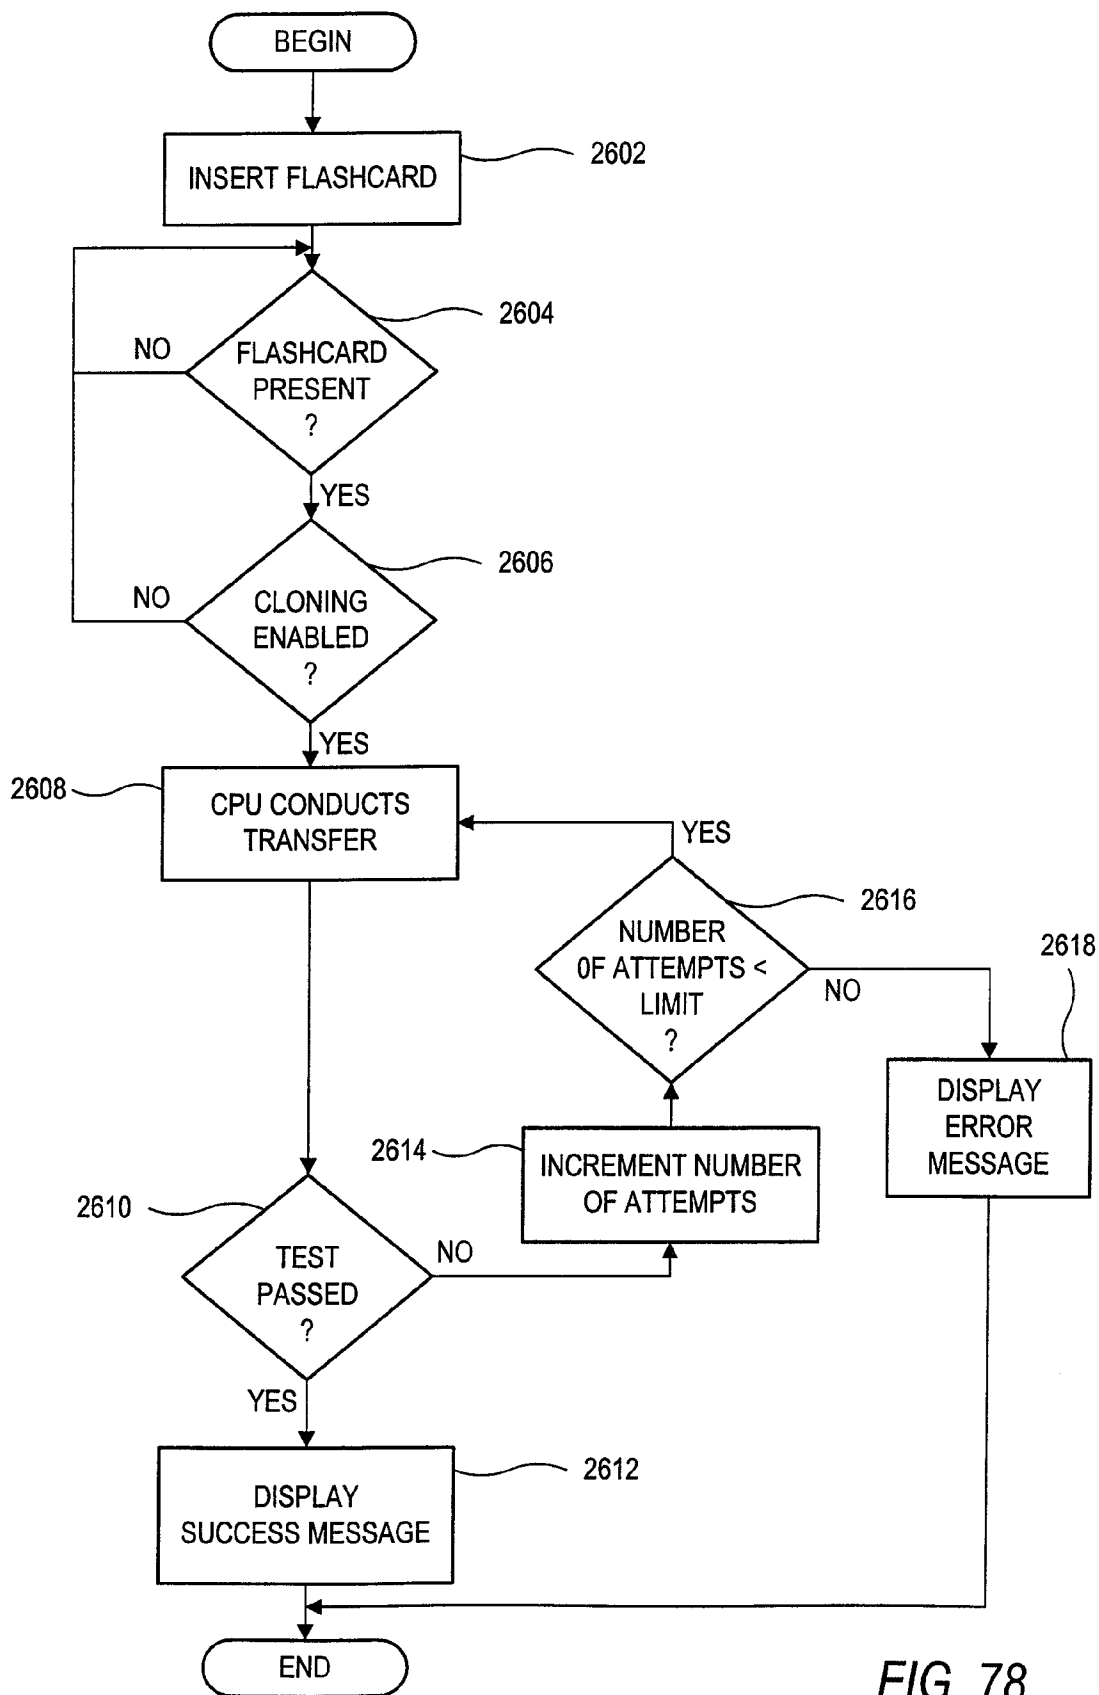 BEGIN
INSERT FLASHCARD
2602
2604
NO
FLASHCARD
PRESENT
?
YES
2606
NO
CLONING
ENABLED
?
YES
2608
CPU CONDUCTS
TRANSFER
YES
2616
NUMBER
OF ATTEMPTS <
LIMIT
?
NO
2618
DISPLAY
ERROR
MESSAGE
2614
INCREMENT NUMBER
OF ATTEMPTS
2610
TEST
PASSED
?
NO
YES
2612
DISPLAY
SUCCESS MESSAGE
END
FIG. 78